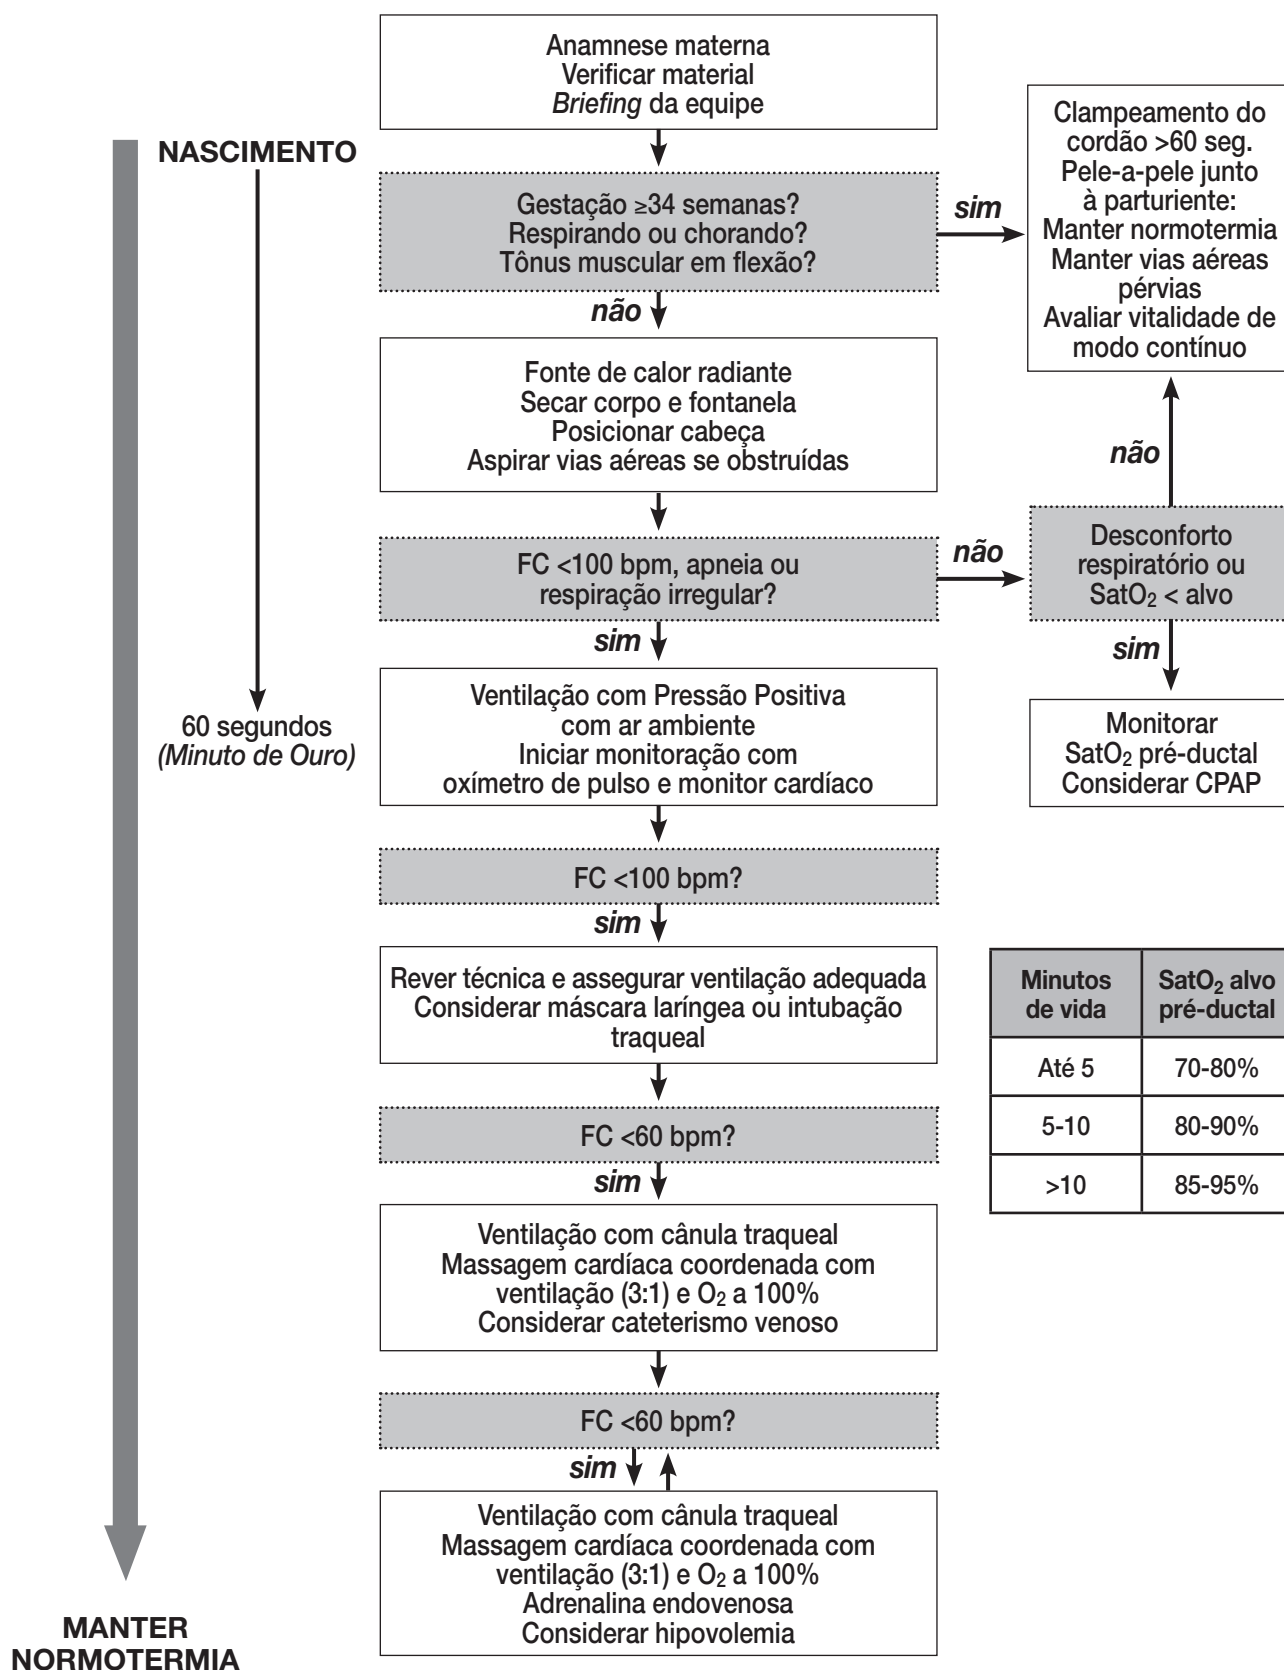 Anamnese materna
Verificar material
Briefing da equipe
NASCIMENTO
Gestação ≥34 semanas?
Respirando ou chorando?
Tônus muscular em flexão?
sim
Clampeamento do
cordão >60 seg.
Pele-a-pele junto
à parturiente:
Manter normotermia
Manter vias aéreas
pérvias
Avaliar vitalidade de
modo contínuo
não
Fonte de calor radiante
Secar corpo e fontanela
Posicionar cabeça
Aspirar vias aéreas se obstruídas
não
FC <100 bpm, apneia ou
respiração irregular?
não
Desconforto
respiratório ou
SatO₂ < alvo
sim
sim
60 segundos
(Minuto de Ouro)
Ventilação com Pressão Positiva
com ar ambiente
Iniciar monitoração com
oxímetro de pulso e monitor cardíaco
Monitorar
SatO₂ pré-ductal
Considerar CPAP
FC <100 bpm?
sim
Rever técnica e assegurar ventilação adequada
Considerar máscara laríngea ou intubação
traqueal
Minutos de vida SatO₂ alvo pré-ductal
Até 5 70-80%
5-10 80-90%
>10 85-95%
FC <60 bpm?
sim
Ventilação com cânula traqueal
Massagem cardíaca coordenada com
ventilação (3:1) e O₂ a 100%
Considerar cateterismo venoso
FC <60 bpm?
sim
Ventilação com cânula traqueal
Massagem cardíaca coordenada com
ventilação (3:1) e O₂ a 100%
Adrenalina endovenosa
Considerar hipovolemia
MANTER
NORMOTERMIA